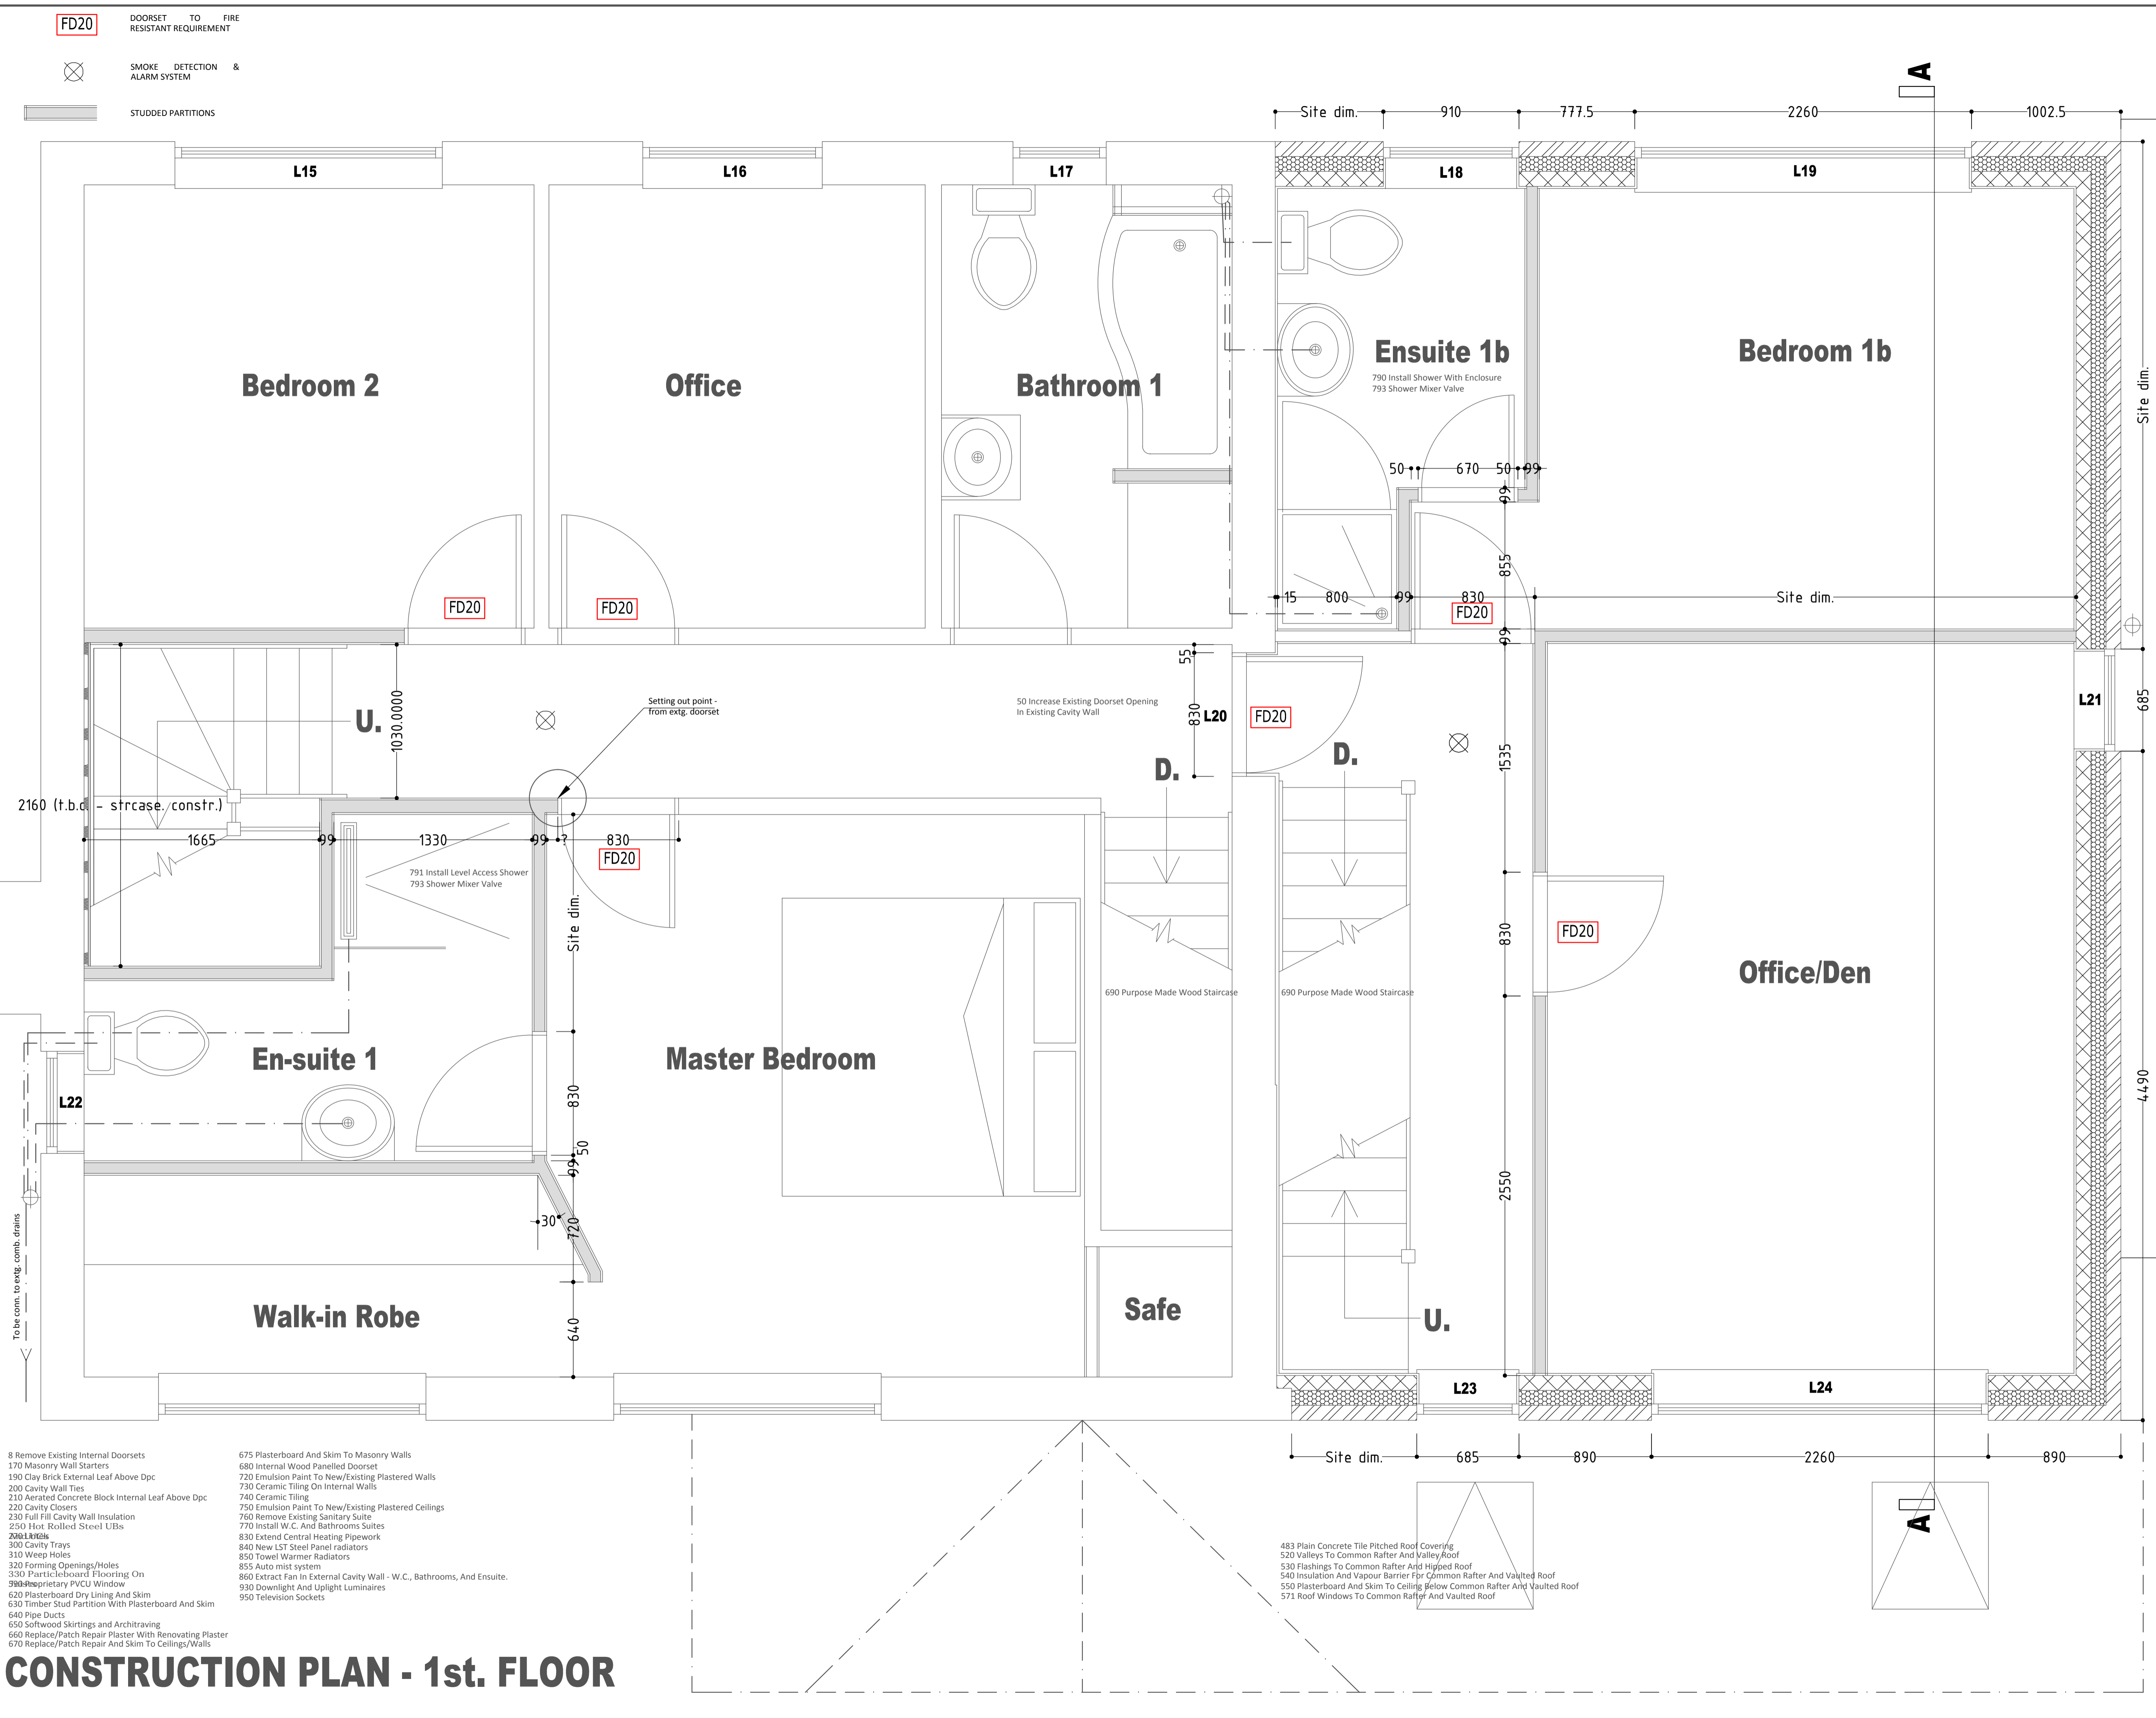 FD20
DOORSET TO FIRE
RESISTANT REQUIREMENT
SMOKE DETECTION &
ALARM SYSTEM
STUDDED PARTITIONS
A
Site dim.
910
777.5
2260
1002.5
L15
L16
L17
L18
L19
Bedroom 2
Office
Bathroom 1
Ensuite 1b
790 Install Shower With Enclosure
793 Shower Mixer Valve
Bedroom 1b
Site dim.
50
670
50
99
99
855
15
800
99
830
Site dim.
FD20
FD20
FD20
99
55
830
L20
FD20
1535
L21
685
U.
1030.0000
Setting out point -
from extg. doorset
50 Increase Existing Doorset Opening
In Existing Cavity Wall
D.
D.
2160 (t.b.d. - strcase. constr.)
1665
99
1330
99
?
830
FD20
791 Install Level Access Shower
793 Shower Mixer Valve
Site dim.
830
FD20
690 Purpose Made Wood Staircase
690 Purpose Made Wood Staircase
Office/Den
En-suite 1
Master Bedroom
L22
830
50
99
4490
2550
30°
720
To be conn. to extg. comb. drains
Walk-in Robe
640
Safe
U.
L23
L24
Site dim.
685
890
2260
890
8 Remove Existing Internal Doorsets
170 Masonry Wall Starters
190 Clay Brick External Leaf Above Dpc
200 Cavity Wall Ties
210 Aerated Concrete Block Internal Leaf Above Dpc
220 Cavity Closers
230 Full Fill Cavity Wall Insulation
250 Hot Rolled Steel UBs
300 Cavity Trays
310 Weep Holes
320 Forming Openings/Holes
330 Particleboard Flooring On
Proprietary PVCU Window
620 Plasterboard Dry Lining And Skim
630 Timber Stud Partition With Plasterboard And Skim
640 Pipe Ducts
650 Softwood Skirtings and Architraving
660 Replace/Patch Repair Plaster With Renovating Plaster
670 Replace/Patch Repair And Skim To Ceilings/Walls
675 Plasterboard And Skim To Masonry Walls
680 Internal Wood Panelled Doorset
720 Emulsion Paint To New/Existing Plastered Walls
730 Ceramic Tiling On Internal Walls
740 Ceramic Tiling
750 Emulsion Paint To New/Existing Plastered Ceilings
760 Remove Existing Sanitary Suite
770 Install W.C. And Bathrooms Suites
830 Extend Central Heating Pipework
840 New LST Steel Panel radiators
850 Towel Warmer Radiators
855 Auto mist system
860 Extract Fan In External Cavity Wall - W.C., Bathrooms, And Ensuite.
930 Downlight And Uplight Luminaires
950 Television Sockets
A
483 Plain Concrete Tile Pitched Roof Covering
520 Valleys To Common Rafter And Valley Roof
530 Flashings To Common Rafter And Hipped Roof
540 Insulation And Vapour Barrier For Common Rafter And Vaulted Roof
550 Plasterboard And Skim To Ceiling Below Common Rafter And Vaulted Roof
571 Roof Windows To Common Rafter And Vaulted Roof
CONSTRUCTION PLAN - 1st. FLOOR